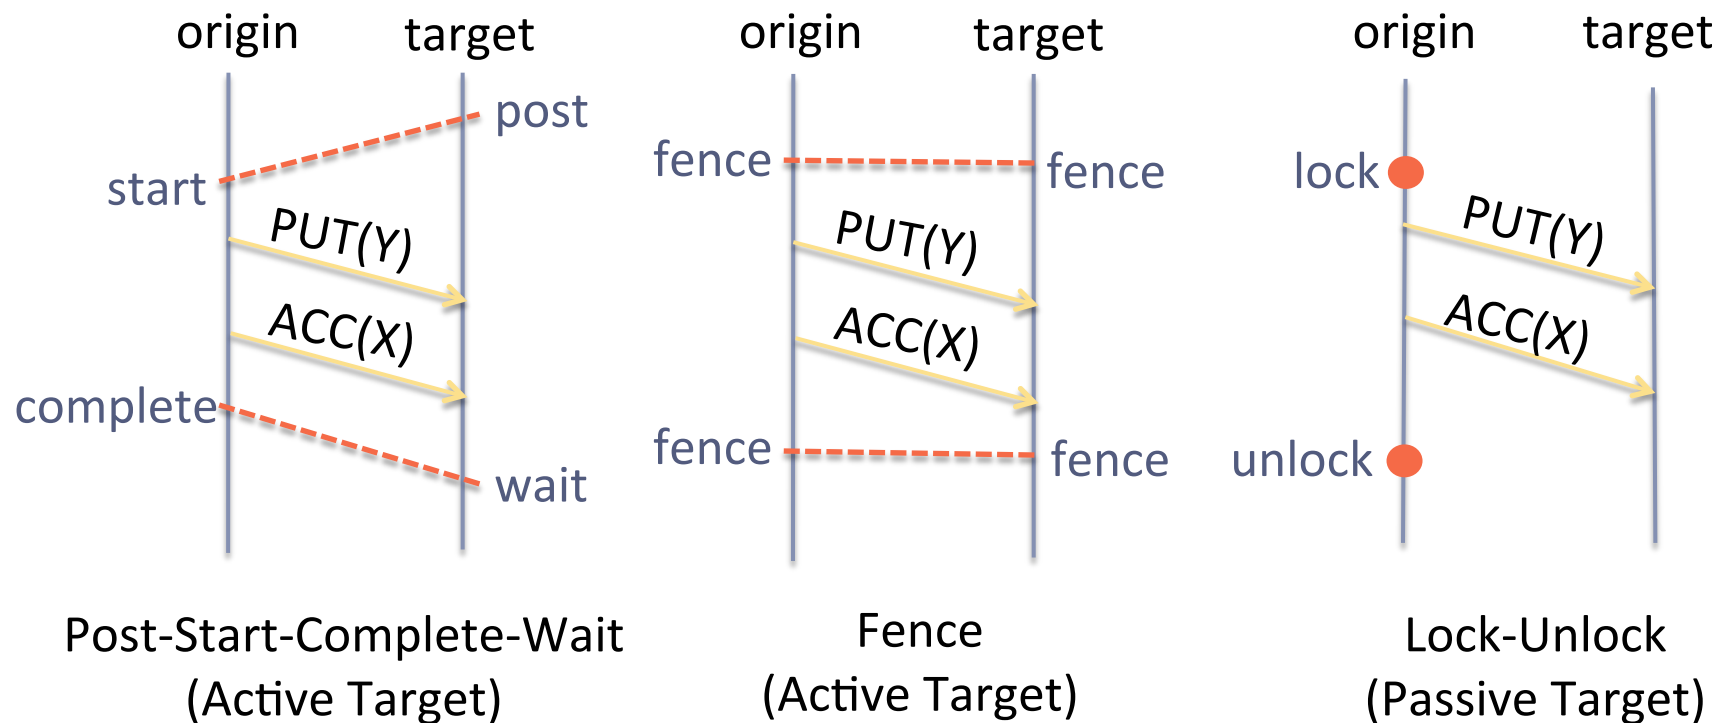 origin target
post
start
PUT(Y)
ACC(X)
complete
wait
Post-Start-Complete-Wait
(Active Target)
origin target
fence fence
PUT(Y)
ACC(X)
fence fence
Fence
(Active Target)
origin target
lock
PUT(Y)
ACC(X)
unlock
Lock-Unlock
(Passive Target)